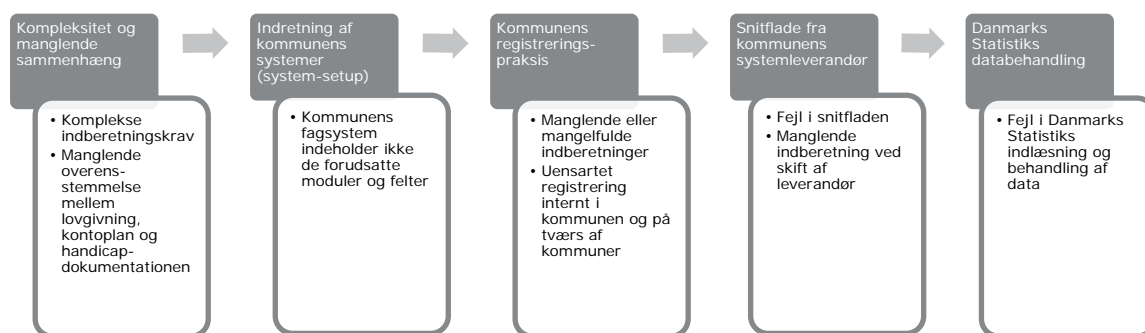 Kompleksitet og
manglende
sammenhæng
• Komplekse
indberetningskrav
• Manglende
overens-
stemmelse
mellem
lovgivning,
kontoplan og
handicap-
dokumentationen
Indretning af
kommunens
systemer
(system-setup)
• Kommunens
fagsystem
indeholder ikke
de forudsatte
moduler og felter
Kommunens
registrerings-
praksis
• Manglende eller
mangelfulde
indberetninger
• Uensartet
registrering
internt i
kommunen og på
tværs af
kommuner
Snitflade fra
kommunens
systemleverandør
• Fejl i snitfladen
• Manglende
indberetning ved
skift af
leverandør
Danmarks
Statistiks
databehandling
• Fejl i Danmarks
Statistiks
indlæsning og
behandling af
data